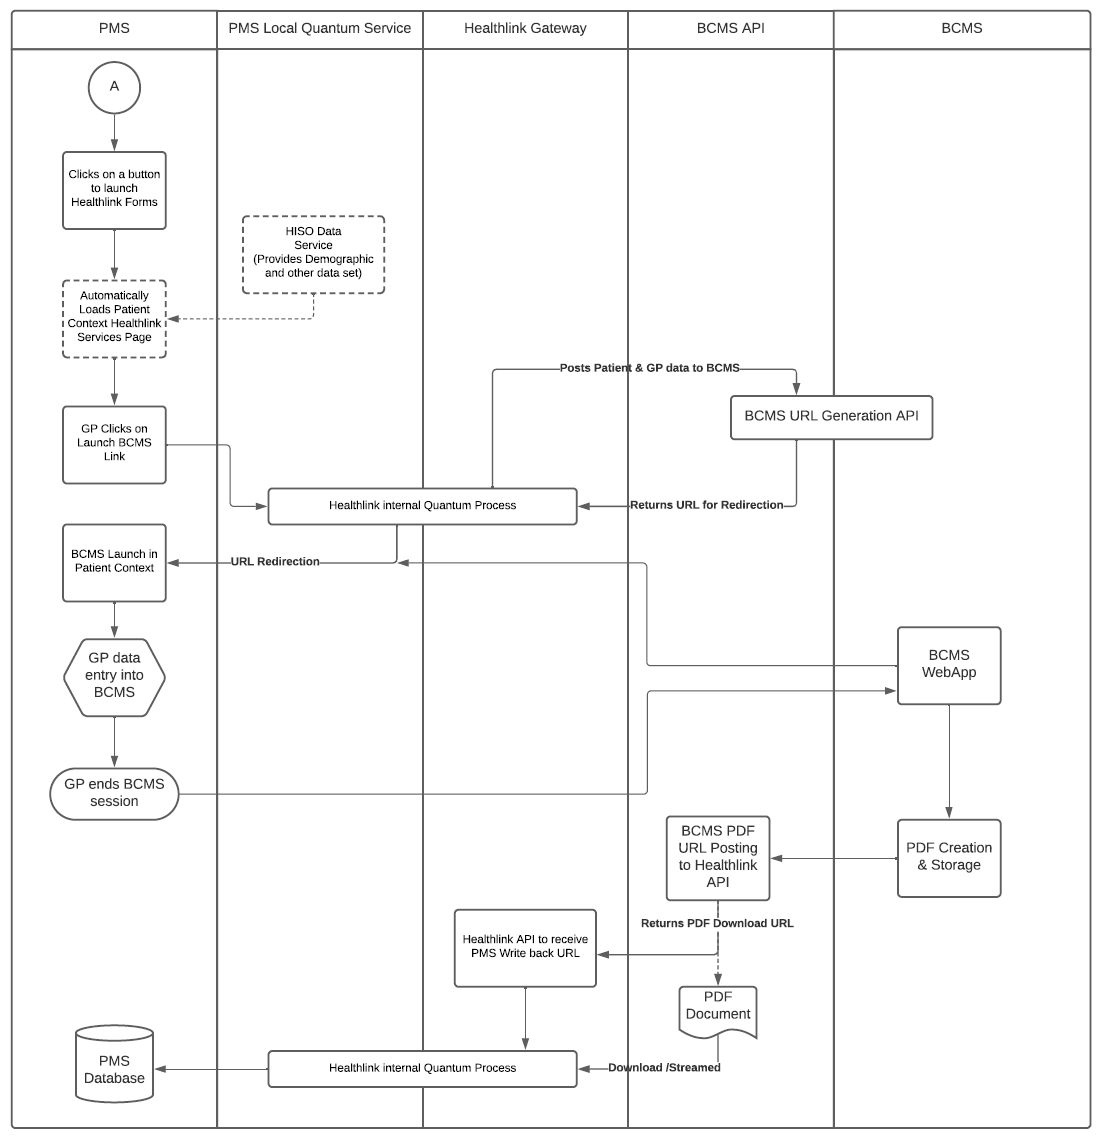 PMS
PMS Local Quantum Service
Healthlink Gateway
BCMS API
BCMS
A
Clicks on a button
to launch
Healthlink Forms
HISO Data
Service
(Provides Demographic
and other data set)
Automatically
Loads Patient
Context Healthlink
Services Page
Posts Patient & GP data to BCMS
BCMS URL Generation API
GP Clicks on
Launch BCMS
Link
Healthlink internal Quantum Process
Returns URL for Redirection
BCMS Launch in
Patient Context
URL Redirection
GP data
entry into
BCMS
BCMS
WebApp
GP ends BCMS
session
BCMS PDF
URL Posting
to Healthlink
API
PDF Creation
& Storage
Returns PDF Download URL
Healthlink API to receive
PMS Write back URL
PDF
Document
PMS
Database
Healthlink internal Quantum Process
Download /Streamed